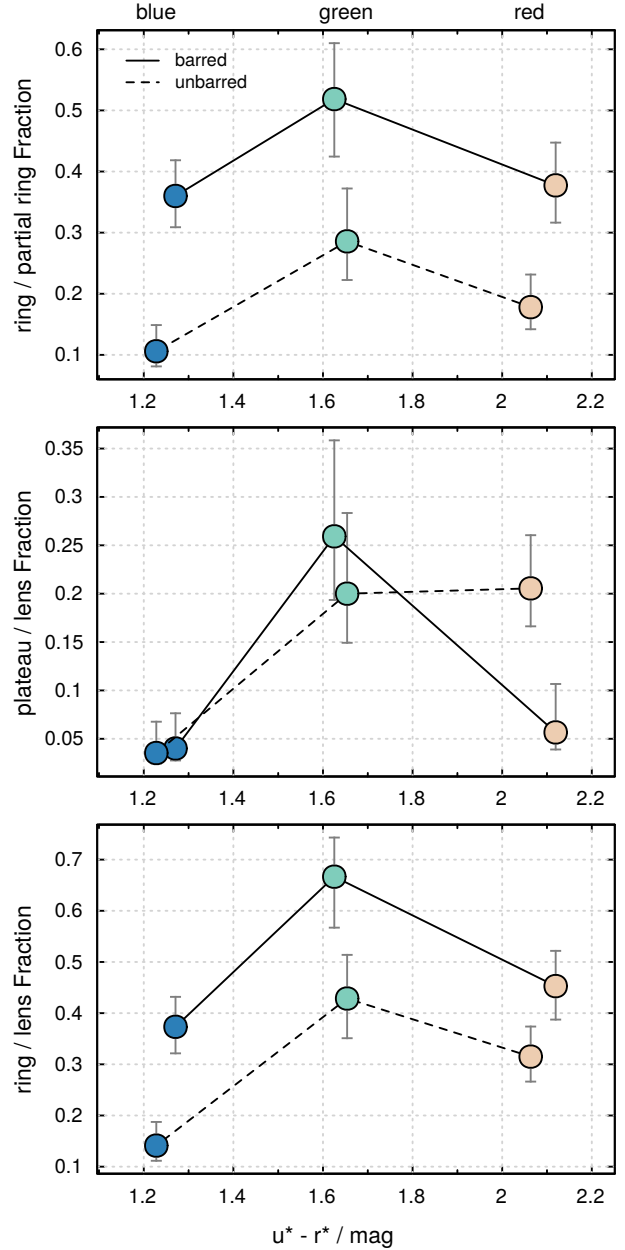 blue green red
ring / partial ring Fraction
0.6
0.5
0.4
0.3
0.2
0.1
barred
unbarred
1.2 1.4 1.6 1.8 2 2.2
plateau / lens Fraction
0.35
0.3
0.25
0.2
0.15
0.1
0.05
1.2 1.4 1.6 1.8 2 2.2
ring / lens Fraction
0.7
0.6
0.5
0.4
0.3
0.2
0.1
1.2 1.4 1.6 1.8 2 2.2
u* - r* / mag